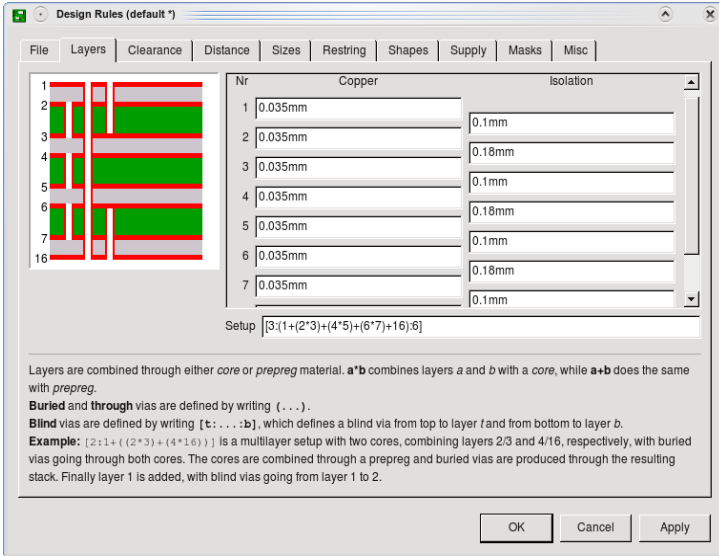 Design Rules (default *)
File Layers Clearance Distance Sizes Restring Shapes Supply Masks Misc
Nr Copper Isolation
1
2
3
4
5
6
7
16
1 0.035mm
0.1mm
2 0.035mm
0.18mm
3 0.035mm
0.1mm
4 0.035mm
0.18mm
5 0.035mm
0.1mm
6 0.035mm
0.18mm
7 0.035mm
0.1mm
Setup [3:(1+(2*3)+(4*5)+(6*7)+16):6]
Layers are combined through either core or prepreg material. a*b combines layers a and b with a core, while a+b does the same
with prepreg.
Buried and through vias are defined by writing (...).
Blind vias are defined by writing [t:...:b], which defines a blind via from top to layer t and from bottom to layer b.
Example: [2:1+((2*3)+(4*16))] is a multilayer setup with two cores, combining layers 2/3 and 4/16, respectively, with buried
vias going through both cores. The cores are combined through a prepreg and buried vias are produced through the resulting
stack. Finally layer 1 is added, with blind vias going from layer 1 to 2.
OK Cancel Apply